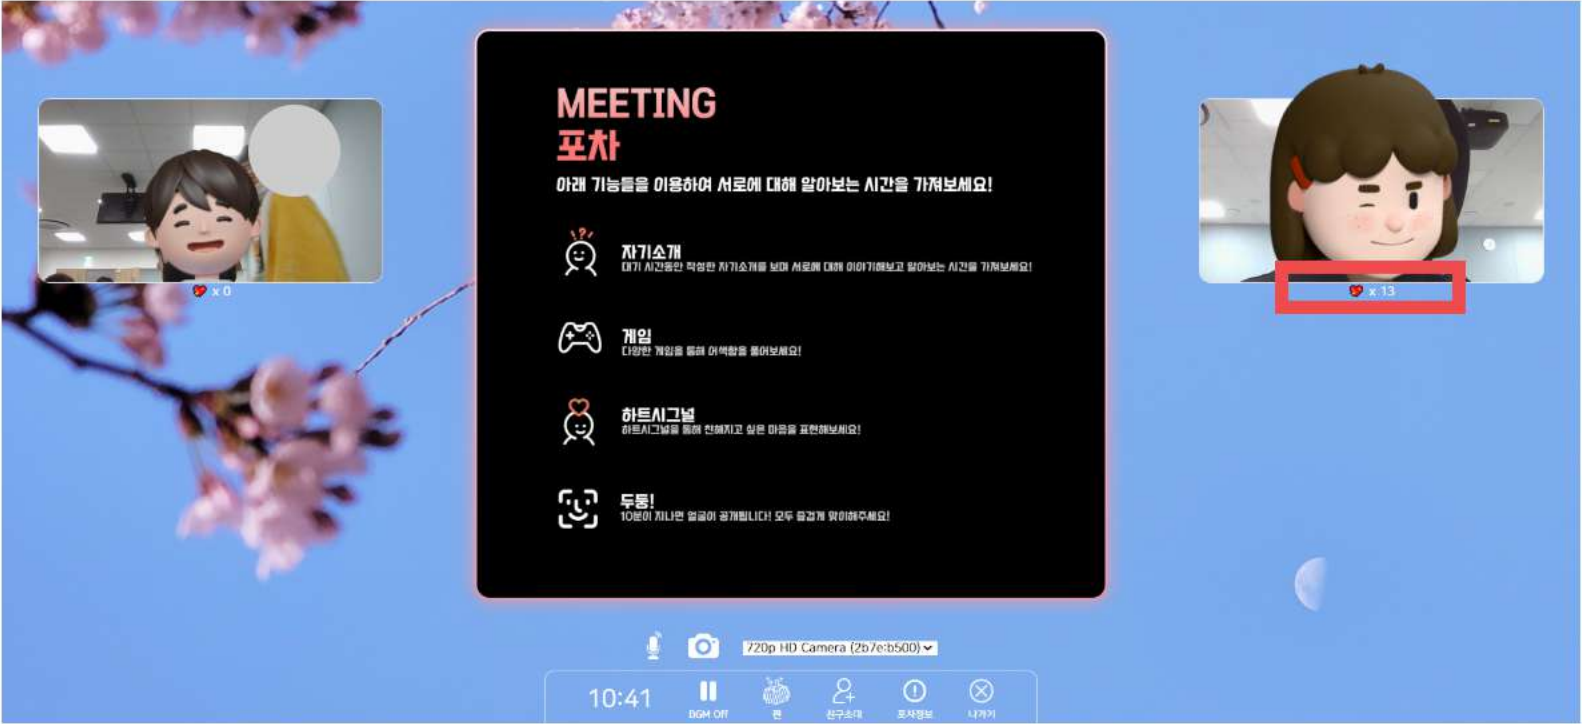 MEETING
포차
아래 기능들을 이용하여 서로에 대해 알아보는 시간을 가져보세요!
자기소개
대기 시간동안 작성한 자기소개를 보며 서로에 대해 이야기해보고 알아보는 시간을 가져보세요!
게임
다양한 게임을 통해 어색함을 풀어보세요!
하트시그널
하트시그널을 통해 친해지고 싶은 마음을 표현해보세요!
두둥!
10분이 지나면 얼굴이 공개됩니다! 모두 즐겁게 맞이해주세요!
x 0
x 13
720p HD Camera (2b7e:b500)
10:41
BGM Off
짠
친구소대
포차정보
나가기